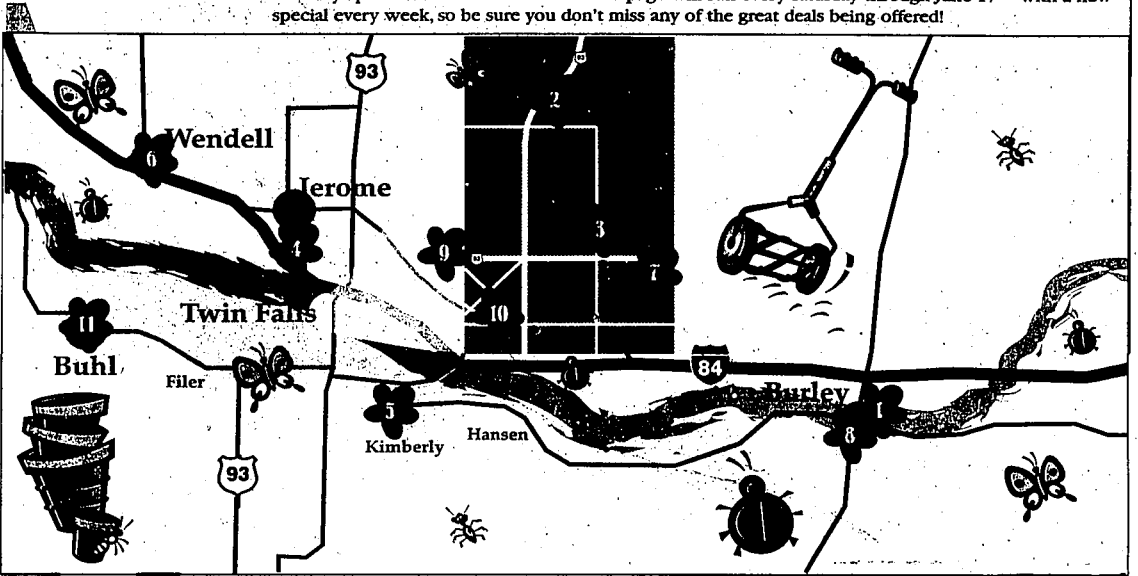 special every week, so be sure you don't miss any of the great deals being offered!
93
93
2
Wendell
6
Jerome
4
9
93
3
7
10
Twin Falls
11
Buhl
Filer
84
Burley
1
8
5
Kimberly
Hansen
93